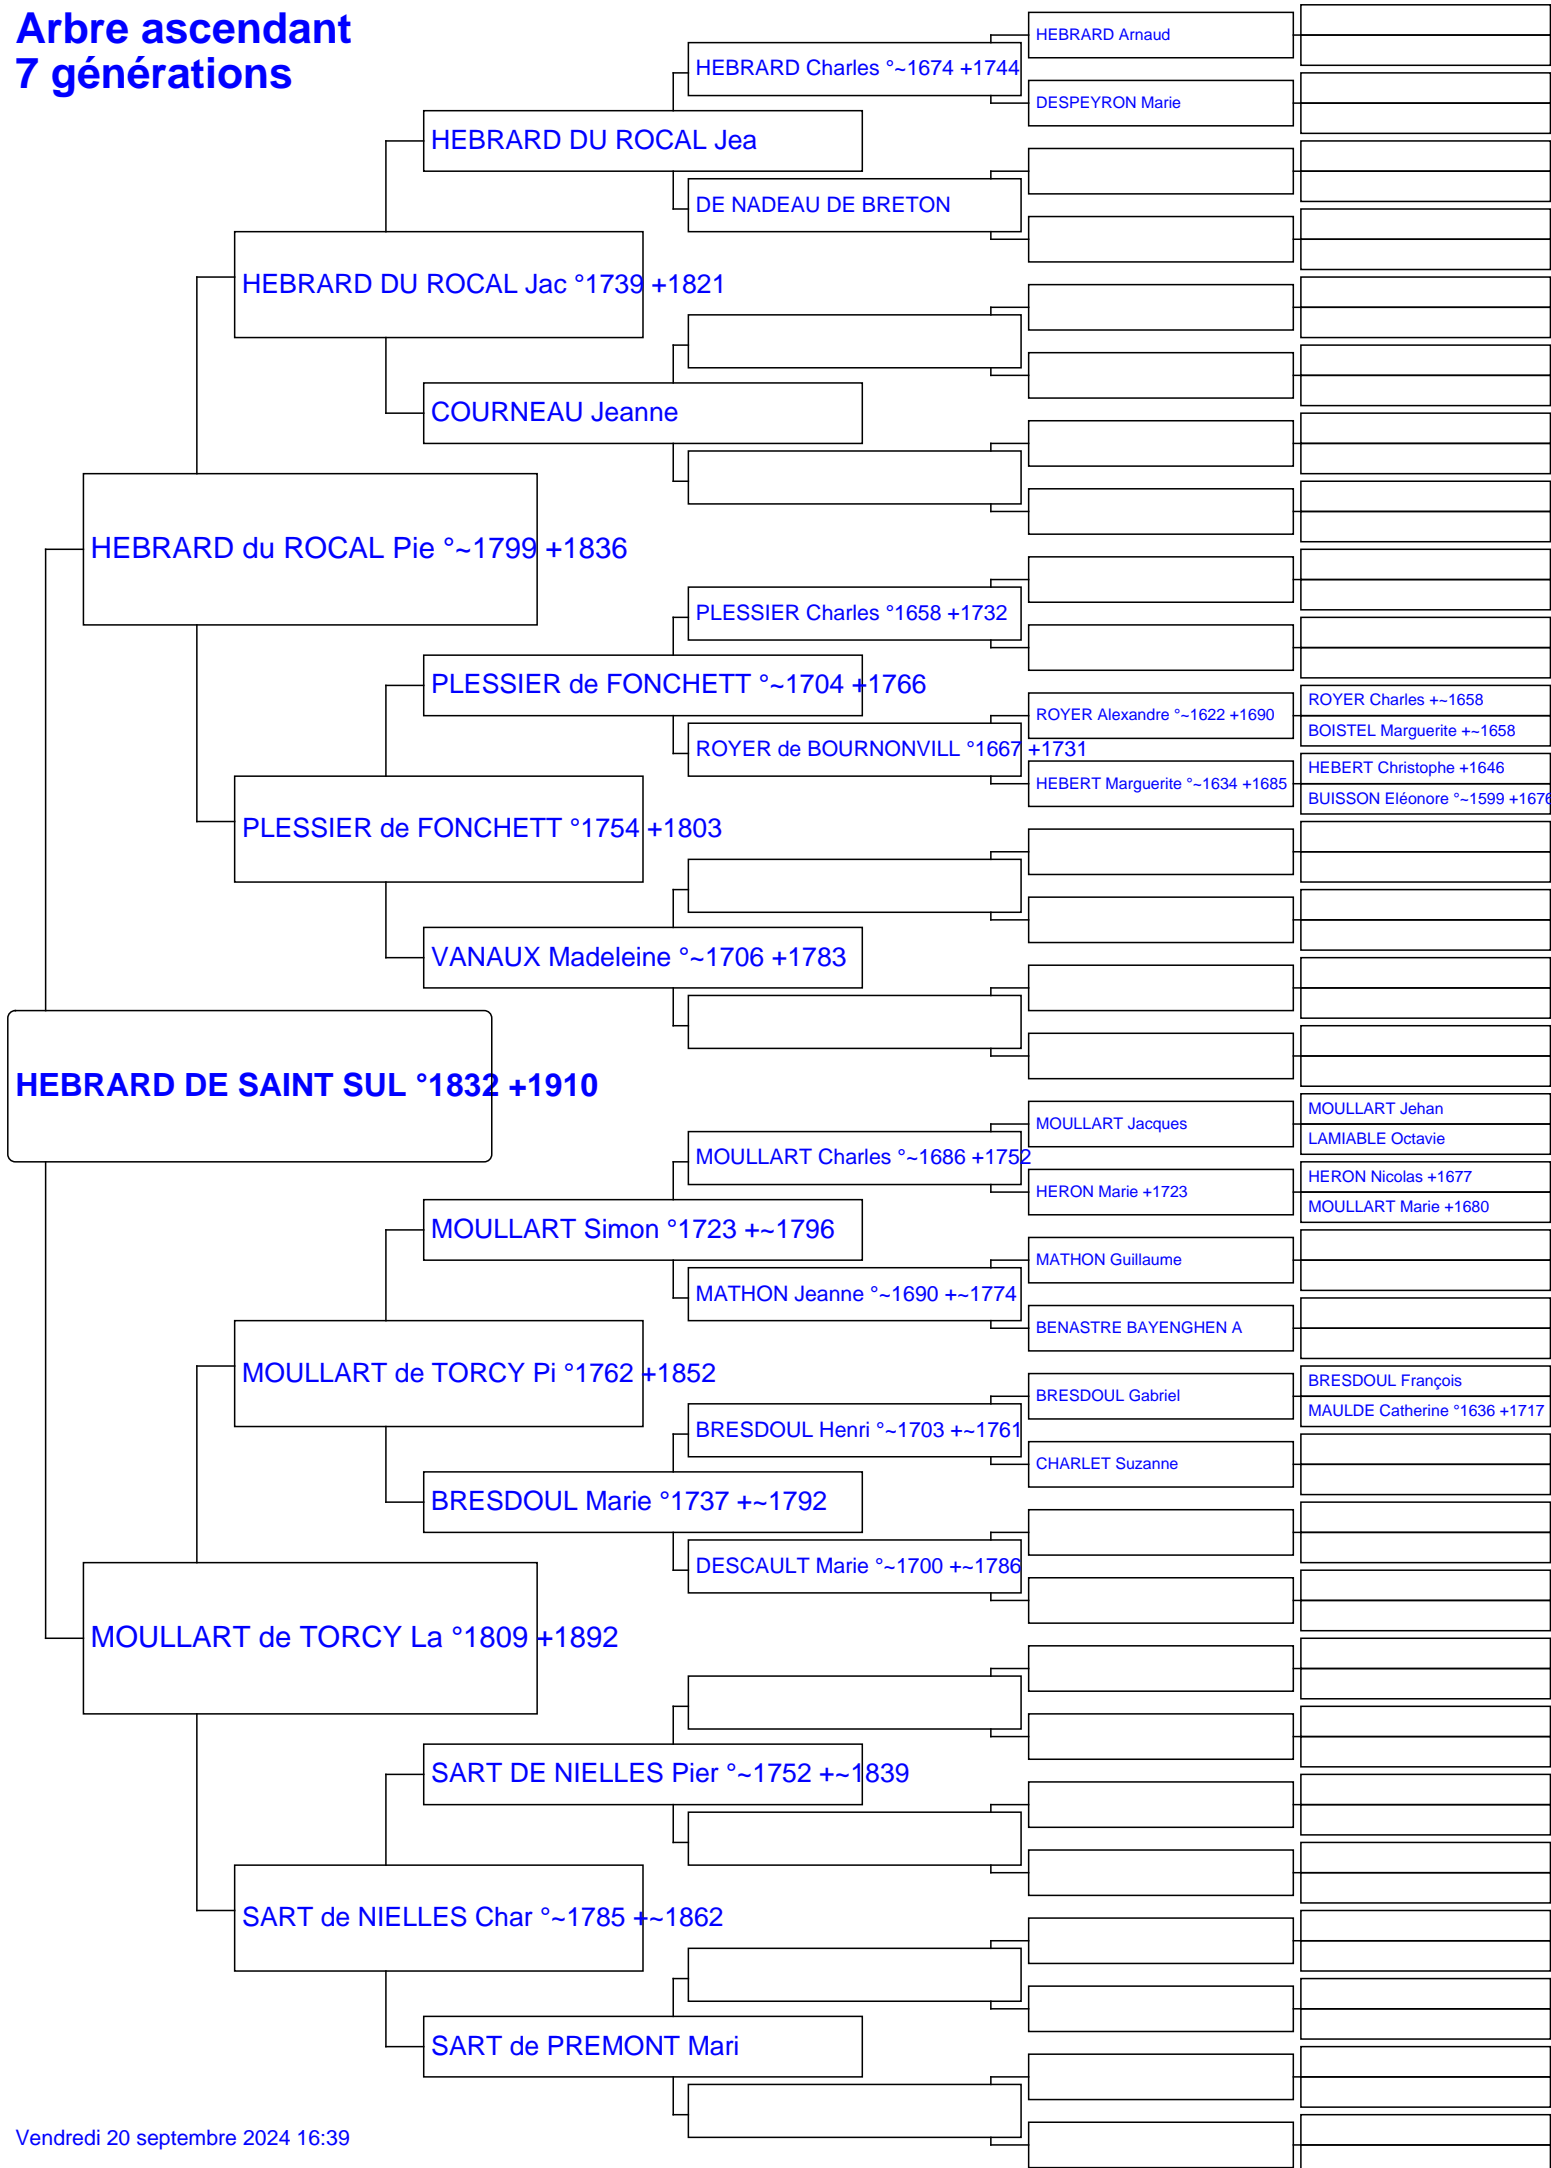 Arbre ascendant
7 générations
HEBRARD Arnaud
HEBRARD Charles °~1674 +1744
DESPEYRON Marie
HEBRARD DU ROCAL Jea
DE NADEAU DE BRETON
HEBRARD DU ROCAL Jac °1739 +1821
COURNEAU Jeanne
HEBRARD du ROCAL Pie °~1799 +1836
PLESSIER Charles °1658 +1732
PLESSIER de FONCHETT °~1704 +1766
ROYER Charles +~1658
ROYER Alexandre °~1622 +1690
BOISTEL Marguerite +~1658
ROYER de BOURNONVILL °1667 +1731
HEBERT Christophe +1646
HEBERT Marguerite °~1634 +1685
BUISSON Eléonore °~1599 +1676
PLESSIER de FONCHETT °1754 +1803
VANAUX Madeleine °~1706 +1783
HEBRARD DE SAINT SUL °1832 +1910
MOULLART Jehan
MOULLART Jacques
LAMIABLE Octavie
MOULLART Charles °~1686 +1752
HERON Nicolas +1677
HERON Marie +1723
MOULLART Marie +1680
MOULLART Simon °1723 +~1796
MATHON Guillaume
MATHON Jeanne °~1690 +~1774
BENASTRE BAYENGHEN A
MOULLART de TORCY Pi °1762 +1852
BRESDOUL François
BRESDOUL Gabriel
MAULDE Catherine °1636 +1717
BRESDOUL Henri °~1703 +~1761
CHARLET Suzanne
BRESDOUL Marie °1737 +~1792
DESCAULT Marie °~1700 +~1786
MOULLART de TORCY La °1809 +1892
SART DE NIELLES Pier °~1752 +~1839
SART de NIELLES Char °~1785 +~1862
SART de PREMONT Mari
Vendredi 20 septembre 2024 16:39